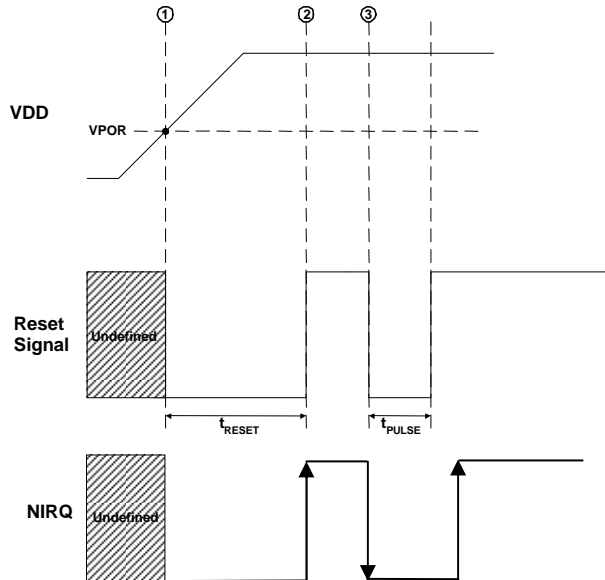 1 2 3
VDD
VPOR
Reset
Signal
Undefined
tRESET tPULSE
NIRQ
Undefined